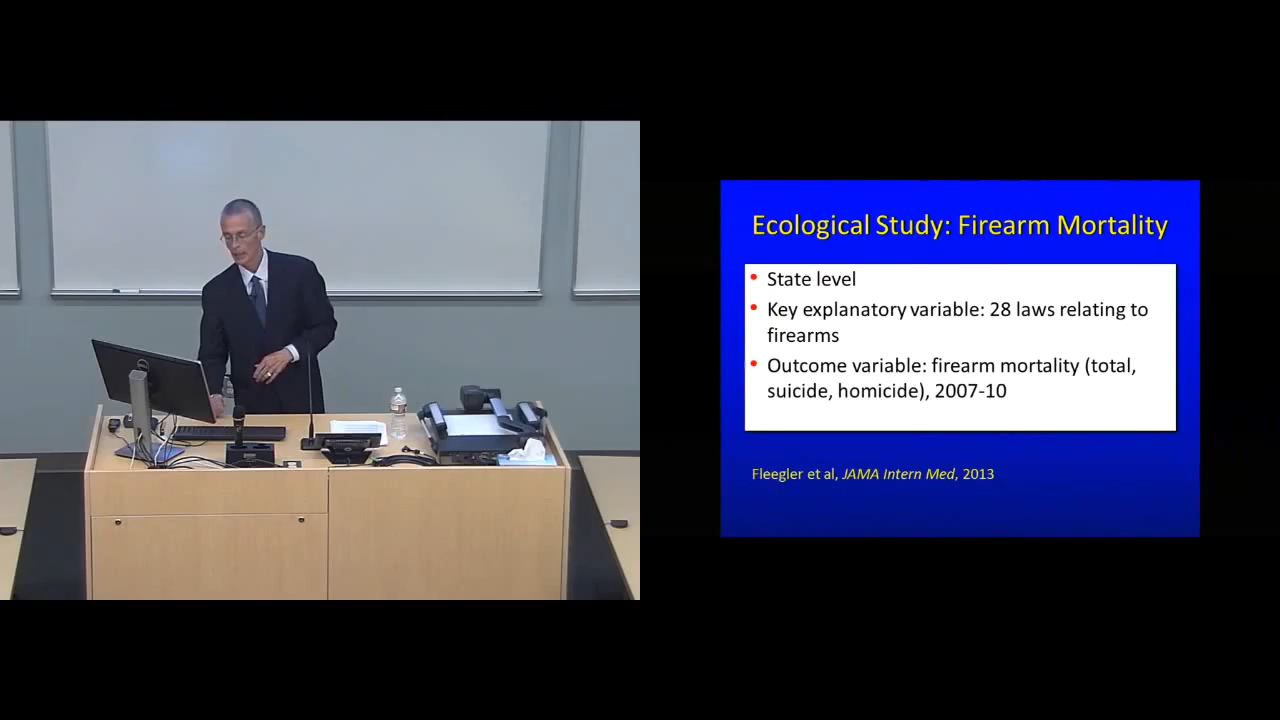 Ecological Study: Firearm Mortality
• State level
• Key explanatory variable: 28 laws relating to
firearms
• Outcome variable: firearm mortality (total,
suicide, homicide), 2007-10
Fleegler et al, JAMA Intern Med, 2013